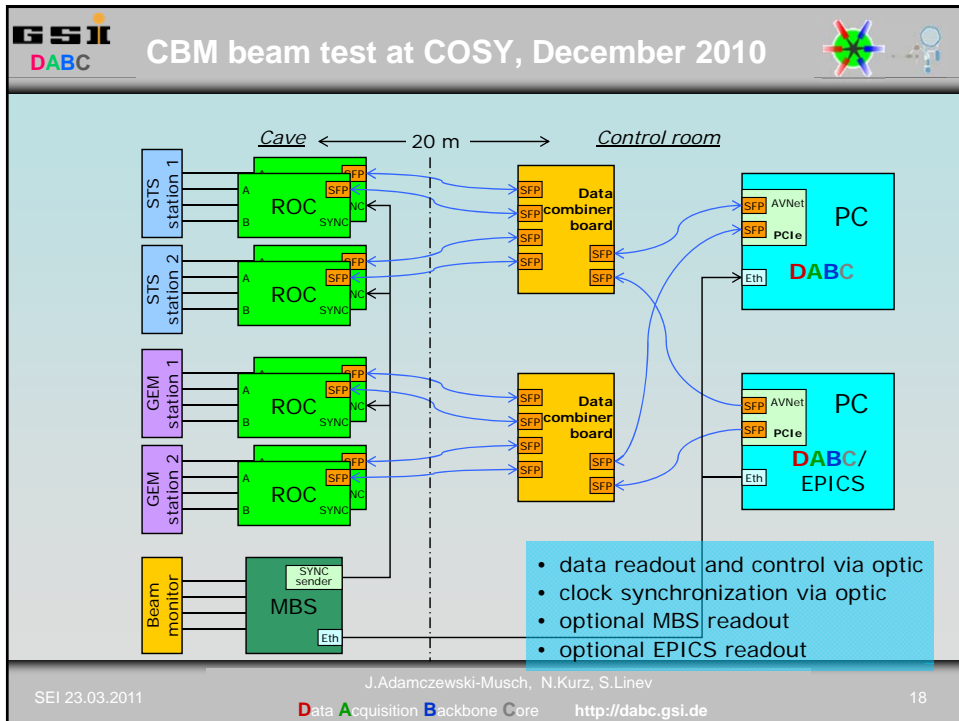 GSI
DABC
CBM beam test at COSY, December 2010
Cave
20 m
Control room
STS
station 1
A
SFP
A
SFP
ROC
NC
B
SYNC
STS
station 2
A
SFP
A
SFP
ROC
NC
B
SYNC
GEM
station 1
A
SFP
A
SFP
ROC
NC
B
SYNC
GEM
station 2
A
SFP
A
SFP
ROC
NC
B
SYNC
Beam
monitor
SYNC
sender
MBS
Eth
SFP
SFP
SFP
SFP
Data
combiner
board
SFP
SFP
SFP
SFP
SFP
SFP
Data
combiner
board
SFP
SFP
SFP
AVNet
SFP
PCIe
PC
DABC
Eth
SFP
AVNet
SFP
PCIe
PC
DABC/
EPICS
Eth
• data readout and control via optic
• clock synchronization via optic
• optional MBS readout
• optional EPICS readout
SEI 23.03.2011
J.Adamczewski-Musch, N.Kurz, S.Linev
Data Acquisition Backbone Core http://dabc.gsi.de
18